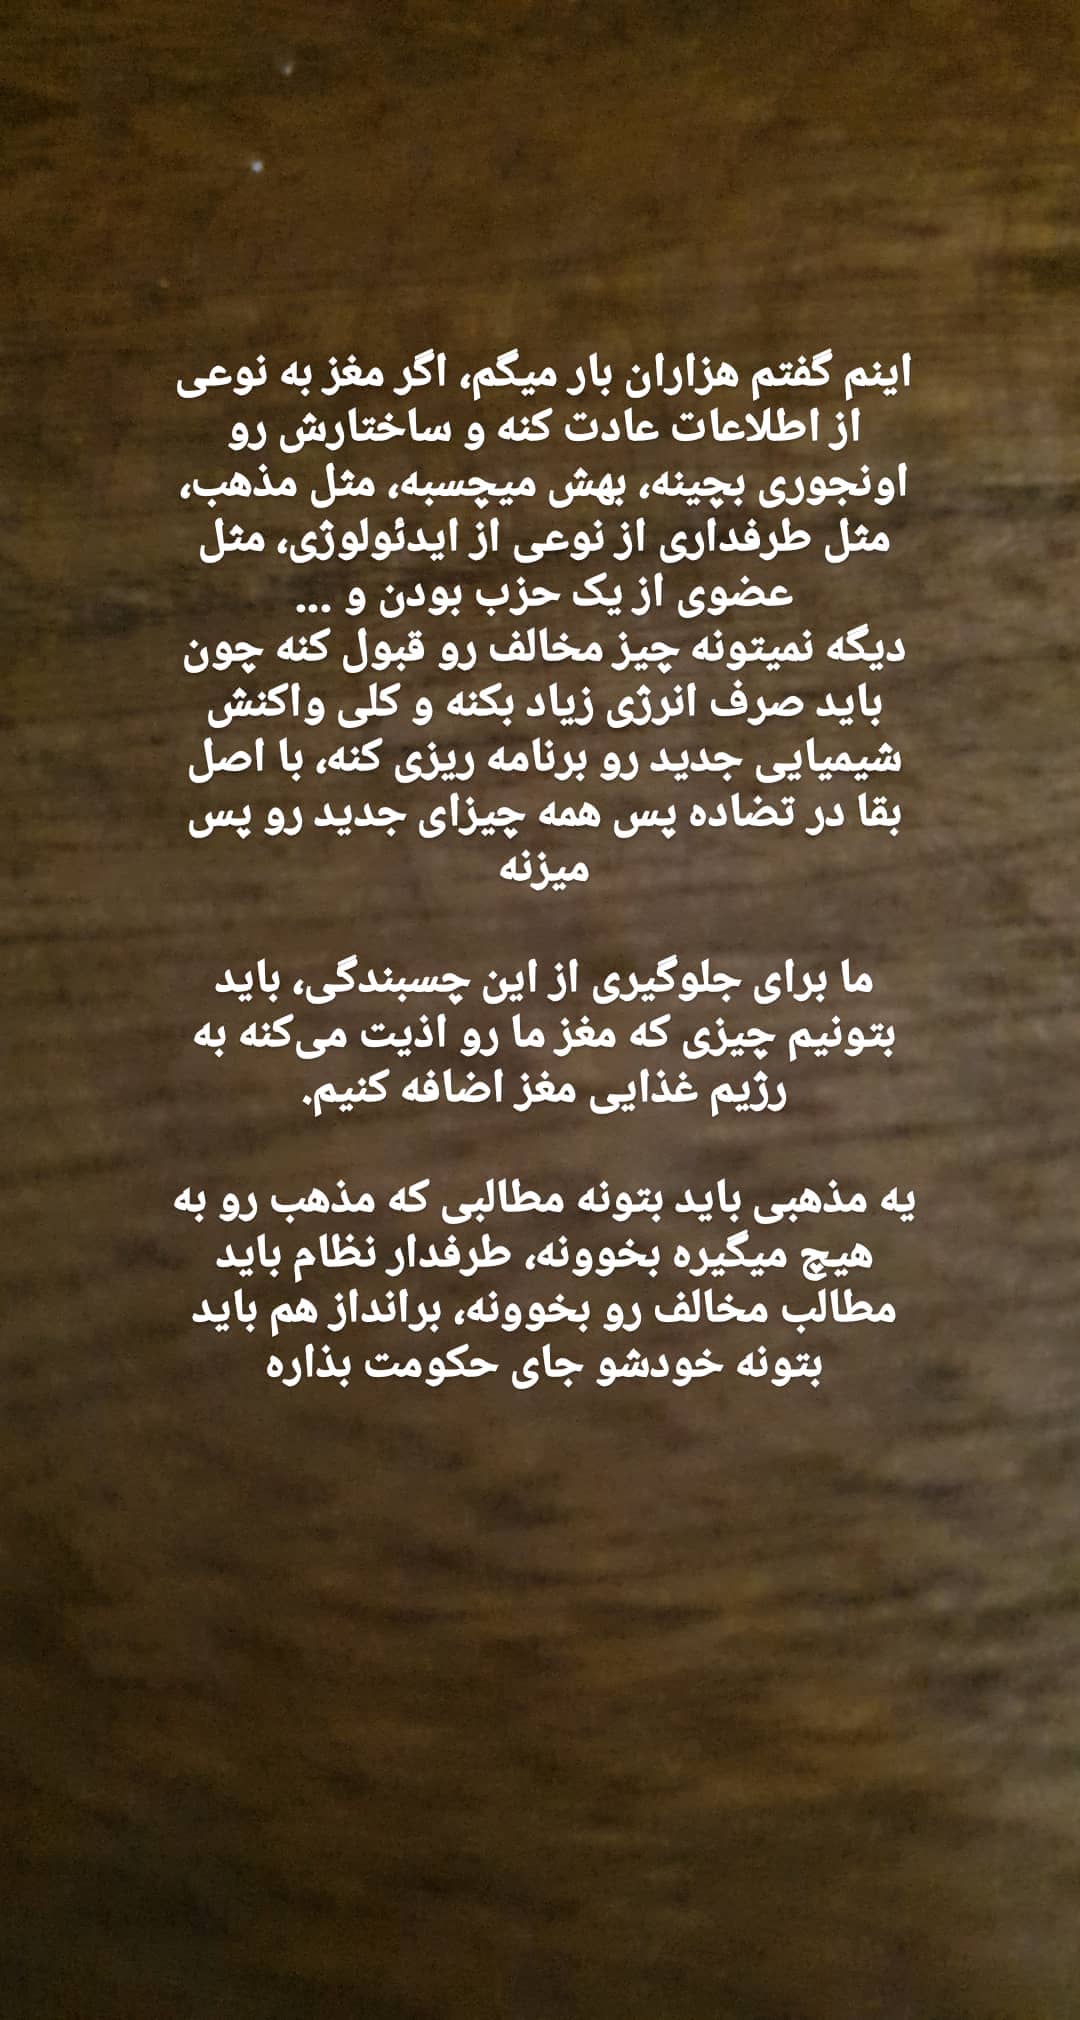 اینم گفتم هزاران بار میگم، اگر مغز به نوعی
از اطلاعات عادت کنه و ساختارش رو
اونجوری بچینه، بهش میچسبه، مثل مذهب،
مثل طرفداری از نوعی از ایدئولوژی، مثل
عضوی از یک حزب بودن و ...
دیگه نمیتونه چیز مخالف رو قبول کنه چون
باید صرف انرژی زیاد بکنه و کلی واکنش
شیمیایی جدید رو برنامه ریزی کنه، با اصل
بقا در تضاده پس همه چیزای جدید رو پس
میزنه
ما برای جلوگیری از این چسبندگی، باید
بتونیم چیزی که مغز ما رو اذیت می‌کنه به
رژیم غذایی مغز اضافه کنیم.
یه مذهبی باید بتونه مطالبی که مذهب رو به
هیچ میگیره بخوونه، طرفدار نظام باید
مطالب مخالف رو بخوونه، برانداز هم باید
بتونه خودشو جای حکومت بذاره